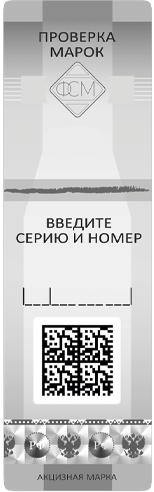 ПРОВЕРКА
МАРОК
ФСМ
ВВЕДИТЕ
СЕРИЮ И НОМЕР
АКЦИЗНАЯ МАРКА